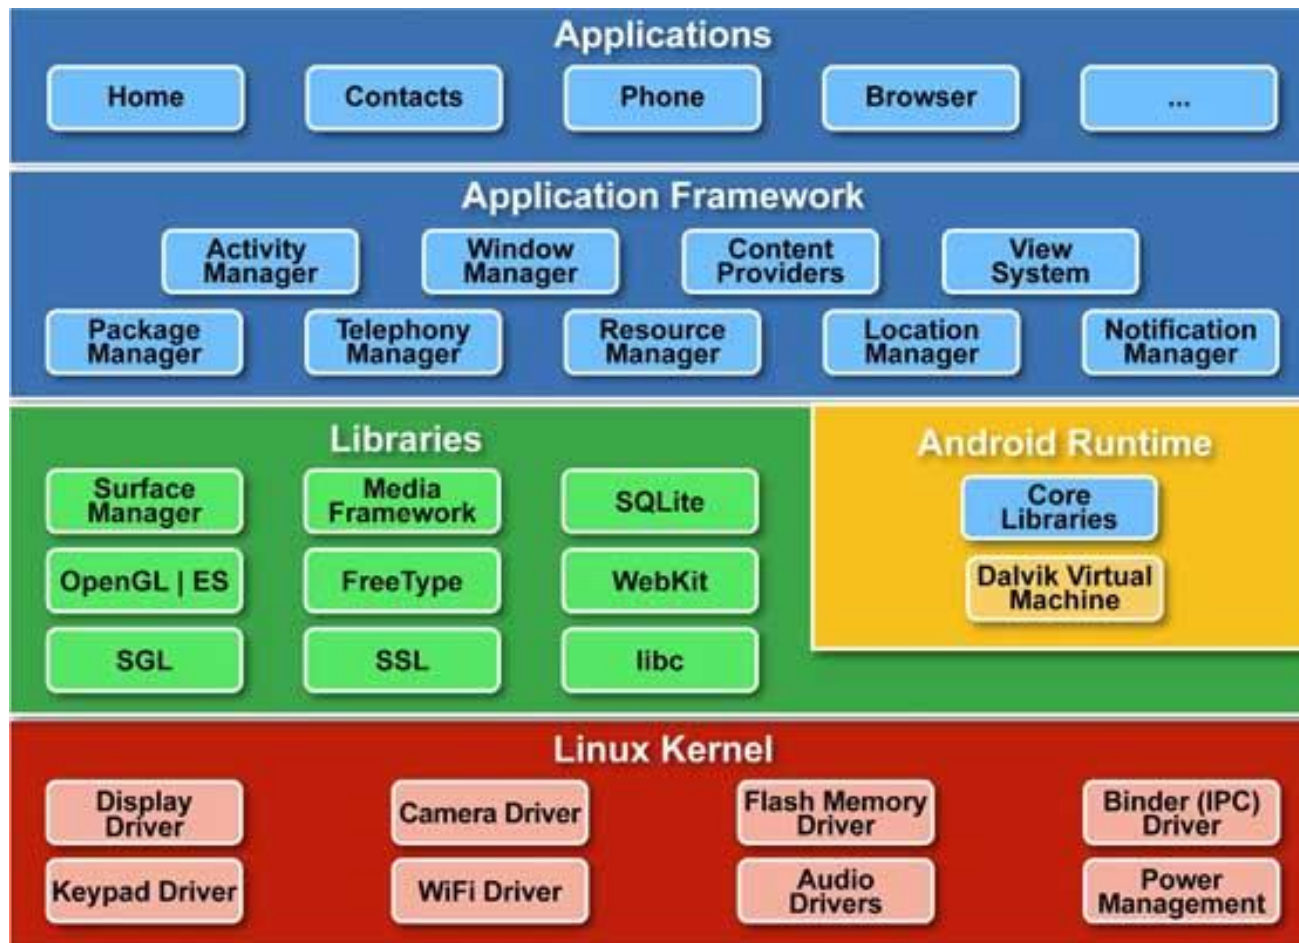 Applications
Home
Contacts
Phone
Browser
...
Application Framework
Activity
Manager
Window
Manager
Content
Providers
View
System
Package
Manager
Telephony
Manager
Resource
Manager
Location
Manager
Notification
Manager
Libraries
Surface
Manager
Media
Framework
SQLite
OpenGL | ES
FreeType
WebKit
SGL
SSL
libc
Android Runtime
Core
Libraries
Dalvik Virtual
Machine
Linux Kernel
Display
Driver
Camera Driver
Flash Memory
Driver
Binder (IPC)
Driver
Keypad Driver
WiFi Driver
Audio
Drivers
Power
Management